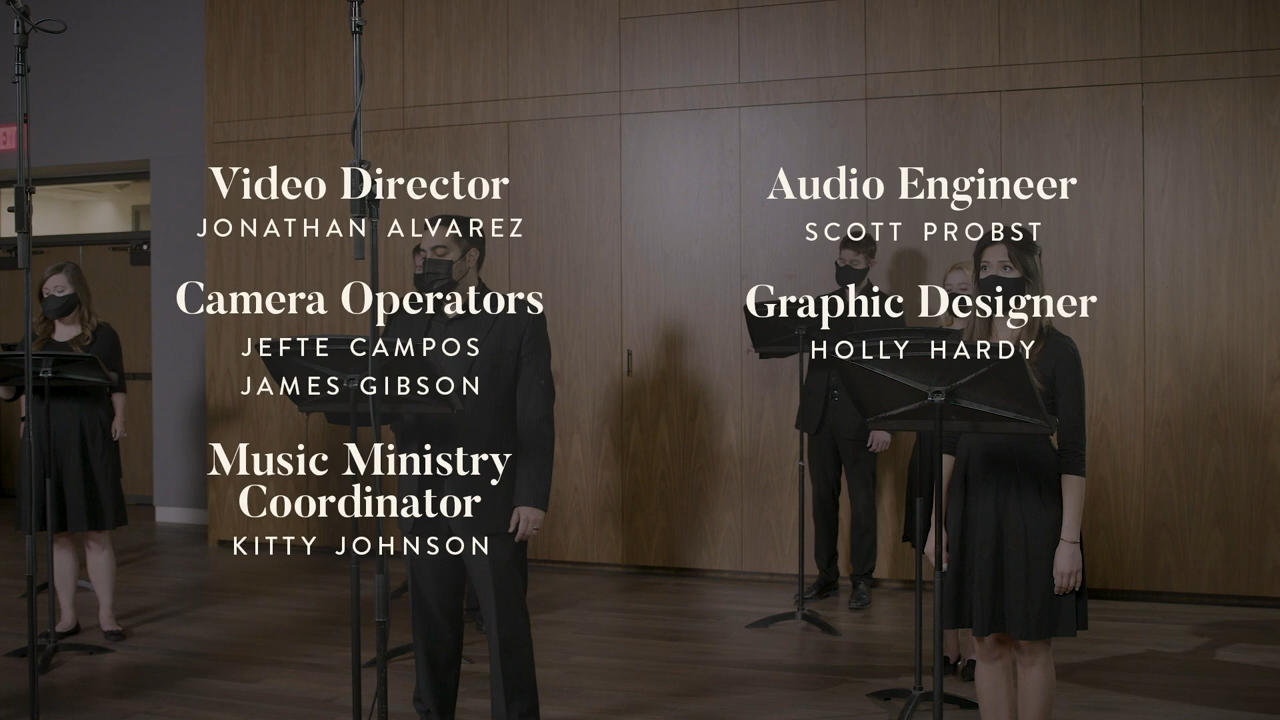 Video Director
JONATHAN ALVAREZ
Camera Operators
JEFTE CAMPOS
JAMES GIBSON
Music Ministry
Coordinator
KITTY JOHNSON
Audio Engineer
SCOTT PROBST
Graphic Designer
HOLLY HARDY